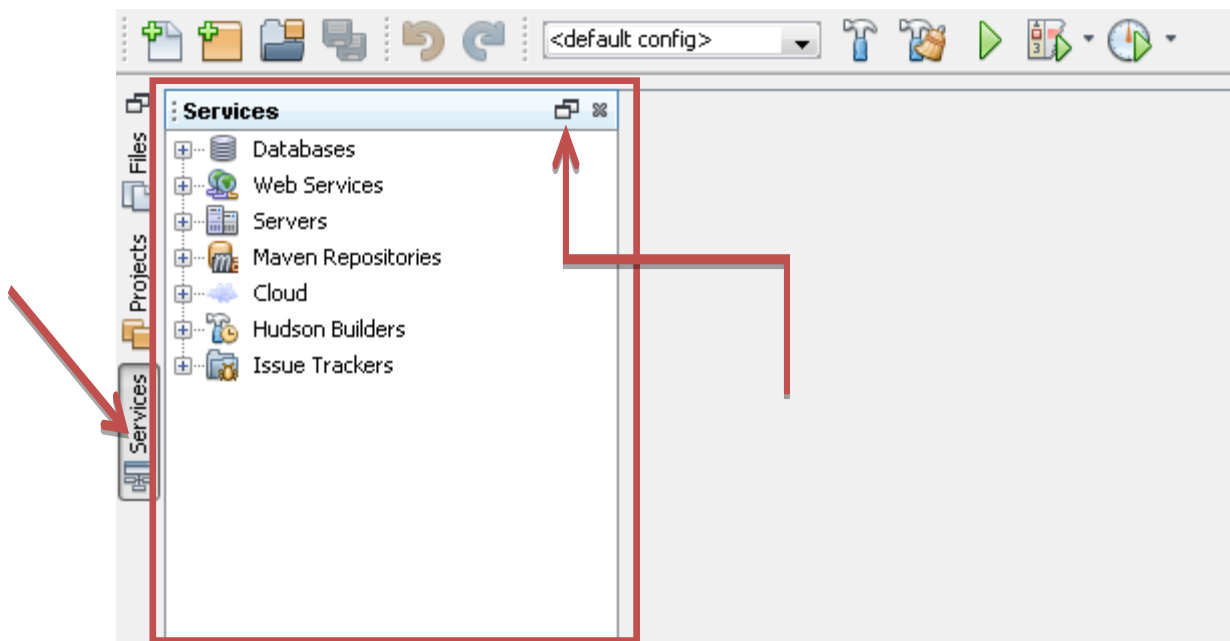 <default config>
Files
Projects
Services
Services
Databases
Web Services
Servers
Maven Repositories
Cloud
Hudson Builders
Issue Trackers